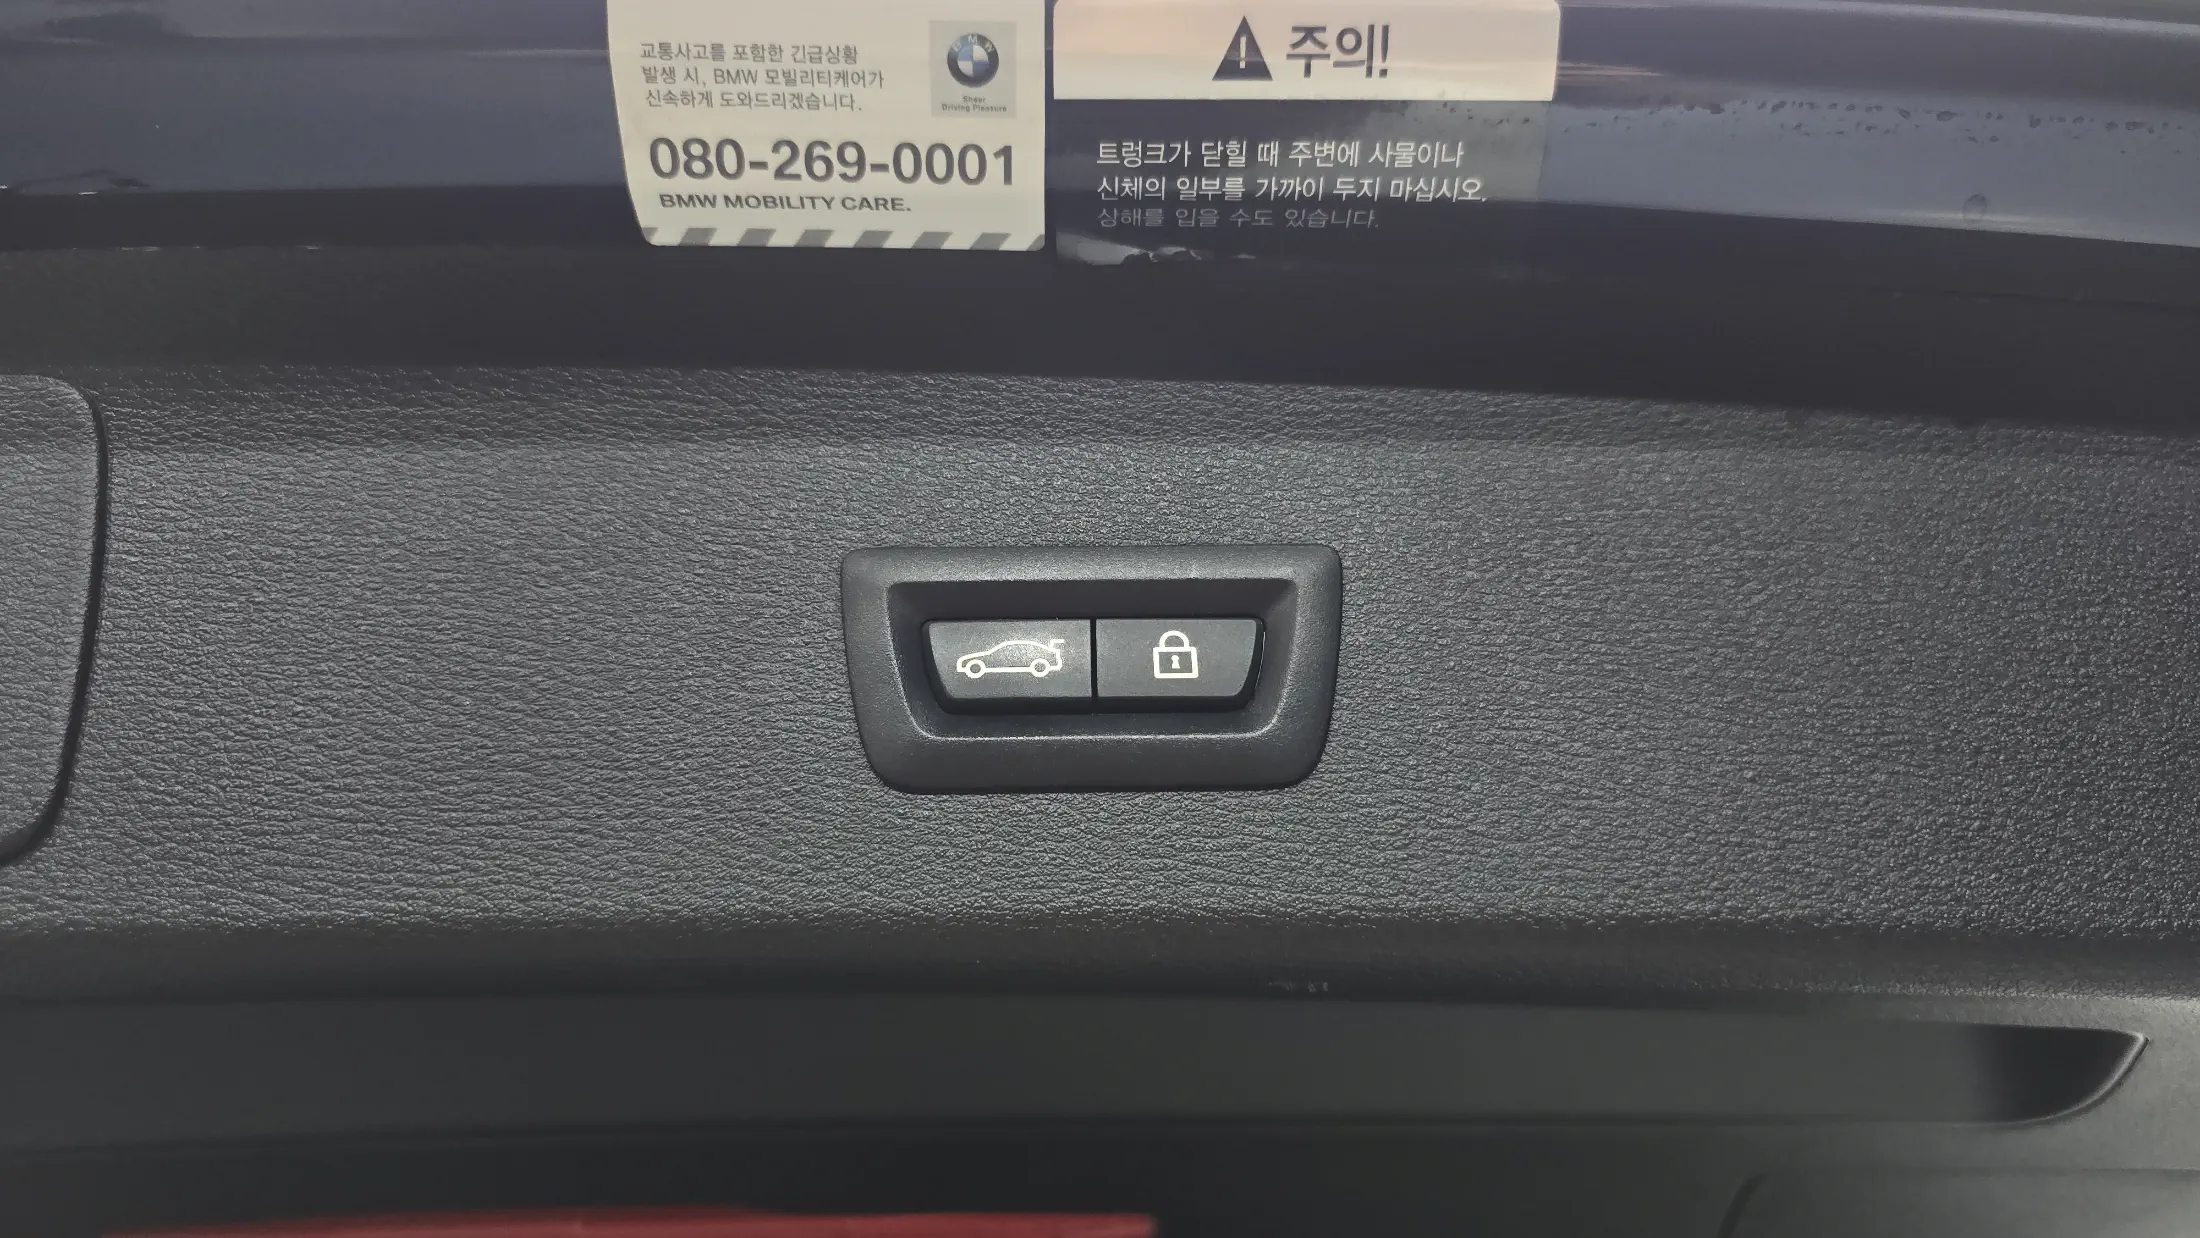 교통사고를 포함한 긴급상황
발생 시, BMW 모빌리티케어가
신속하게 도와드리겠습니다.
BMW
Sheer
Driving Pleasure
080-269-0001
BMW MOBILITY CARE.
주의!
트렁크가 닫힐 때 주변에 사물이나
신체의 일부를 가까이 두지 마십시오.
상해를 입을 수도 있습니다.